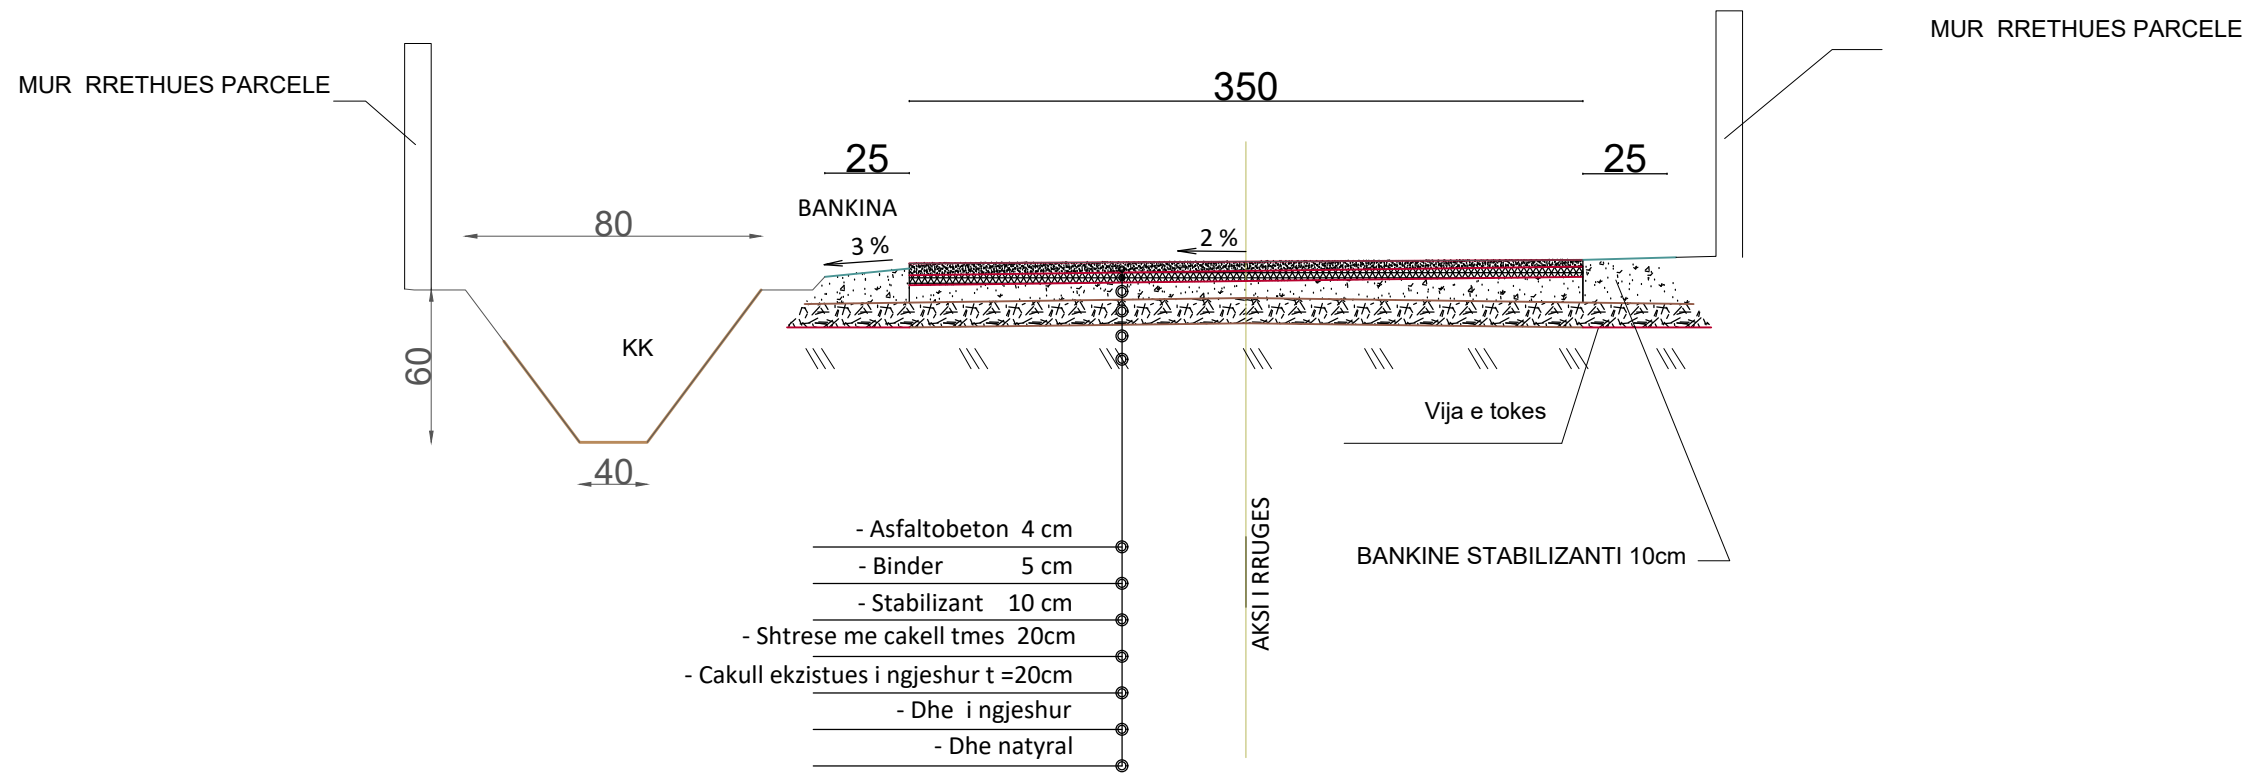 MUR RRETHUES PARCELE
MUR RRETHUES PARCELE
350
25
25
BANKINA
80
3 %
2 %
KK
60
40
Vija e tokes
AKSI I RRUGES
BANKINE STABILIZANTI 10cm
- Asfaltobeton 4 cm
- Binder 5 cm
- Stabilizant 10 cm
- Shtrese me cakell tmes 20cm
- Cakull ekzistues i ngjeshur t =20cm
- Dhe i ngjeshur
- Dhe natyral